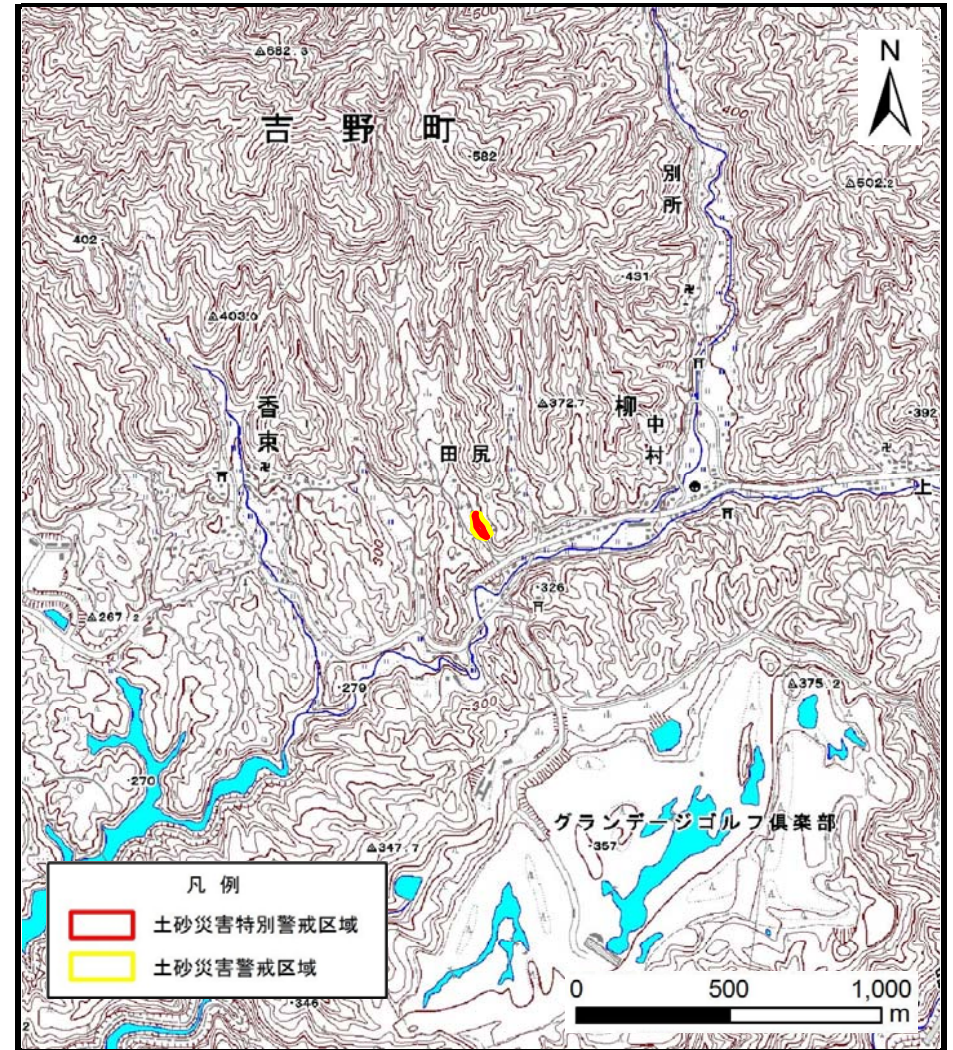 600
△682.3
N
吉野町
・582
別所
400
△502.2
402.
・431
△403.0
香束
△372.7
柳
中村
・392
田尻
上
300
・326
△267.2
・279
300
△375.2
・270
グランデージゴルフ倶楽部
・357
△347.7
凡例
土砂災害特別警戒区域
土砂災害警戒区域
・346
0 500 1,000
m